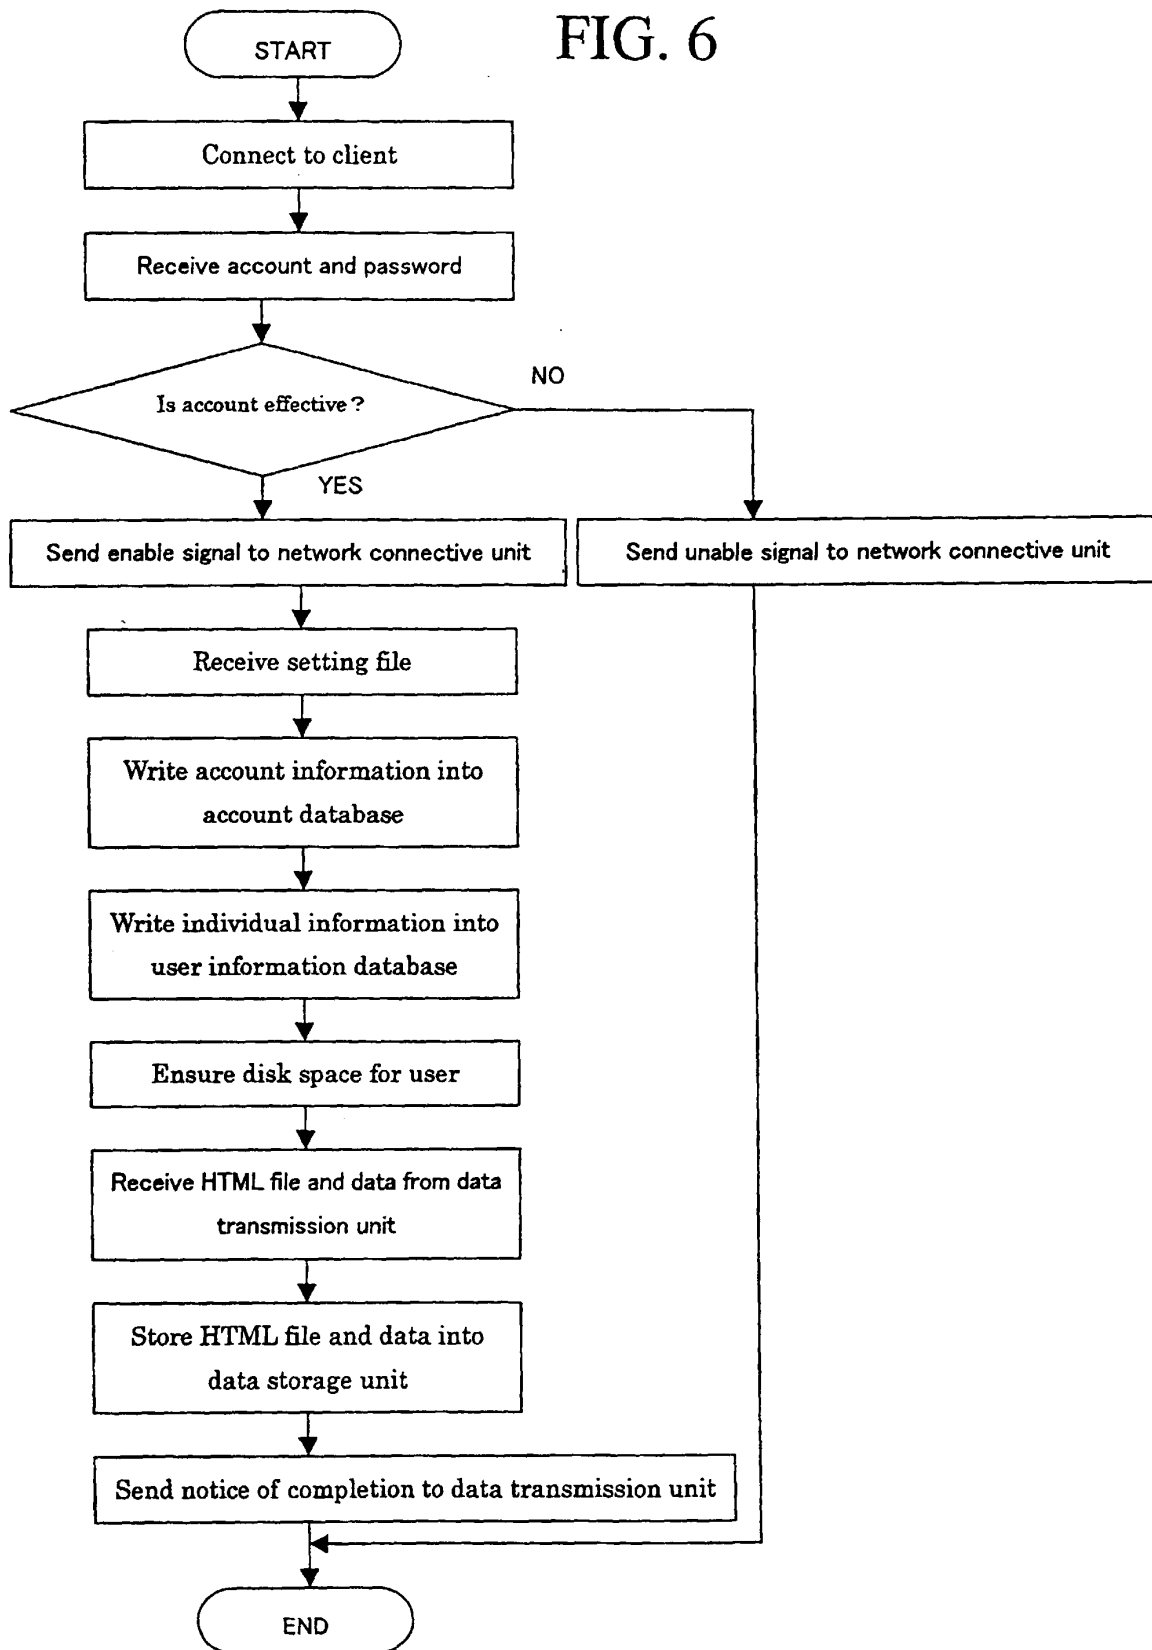 FIG. 6
START
Connect to client
Receive account and password
Is account effective ?
NO
YES
Send enable signal to network connective unit
Send unable signal to network connective unit
Receive setting file
Write account information into
account database
Write individual information into
user information database
Ensure disk space for user
Receive HTML file and data from data
transmission unit
Store HTML file and data into
data storage unit
Send notice of completion to data transmission unit
END